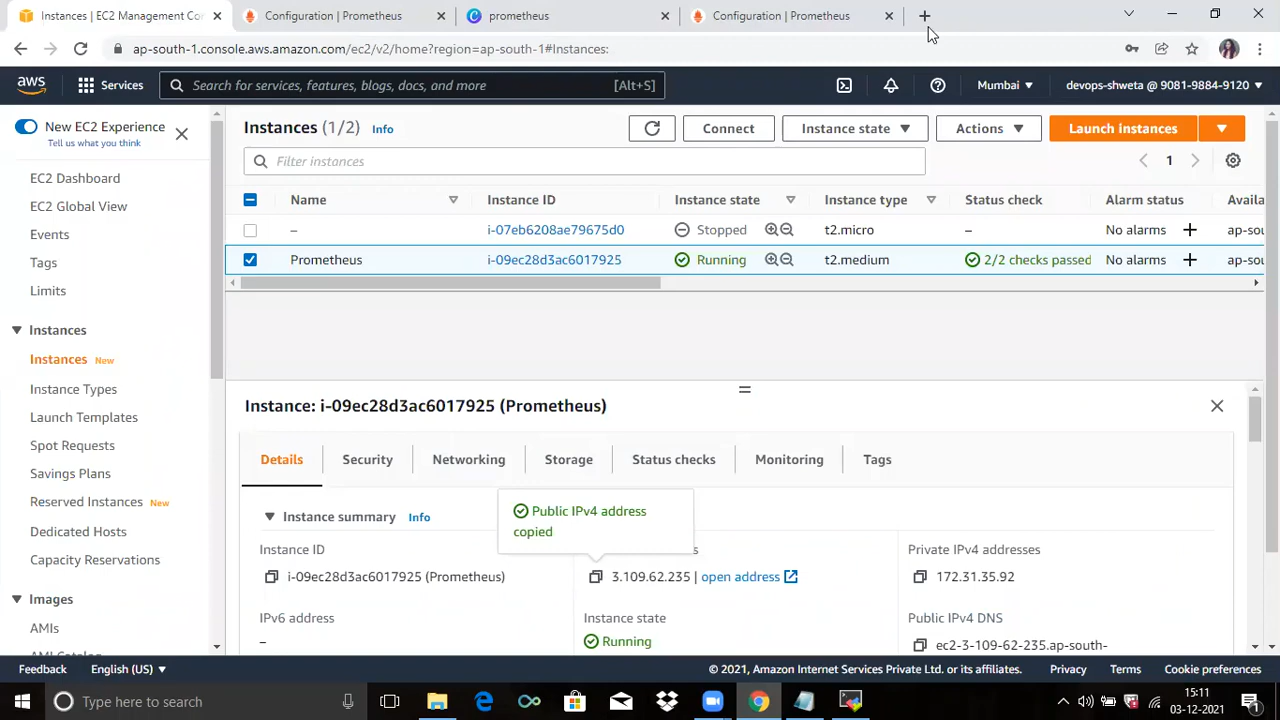 Instances | EC2 Management Con
Configuration | Prometheus
prometheus
Configuration | Prometheus
ap-south-1.console.aws.amazon.com/ec2/v2/home?region=ap-south-1#Instances:
aws
Services
Search for services, features, blogs, docs, and more
[Alt+S]
Mumbai
devops-shweta @ 9081-9884-9120
New EC2 Experience
Tell us what you think
EC2 Dashboard
EC2 Global View
Events
Tags
Limits
Instances
Instances New
Instance Types
Launch Templates
Spot Requests
Savings Plans
Reserved Instances New
Dedicated Hosts
Capacity Reservations
Images
AMIs
Instances (1/2) Info
Connect
Instance state
Actions
Launch instances
Filter instances
1
Name
Instance ID
Instance state
Instance type
Status check
Alarm status
Availa
–
i-07eb6208ae79675d0
Stopped
t2.micro
–
No alarms
ap-sou
Prometheus
i-09ec28d3ac6017925
Running
t2.medium
2/2 checks passed
No alarms
ap-sou
Instance: i-09ec28d3ac6017925 (Prometheus)
Details
Security
Networking
Storage
Status checks
Monitoring
Tags
Instance summary Info
Public IPv4 address
copied
Instance ID
i-09ec28d3ac6017925 (Prometheus)
3.109.62.235 | open address
Private IPv4 addresses
172.31.35.92
IPv6 address
–
Instance state
Running
Public IPv4 DNS
ec2-3-109-62-235.ap-south-
Feedback
English (US)
© 2021, Amazon Internet Services Private Ltd. or its affiliates.
Privacy
Terms
Cookie preferences
Type here to search
15:11
03-12-2021